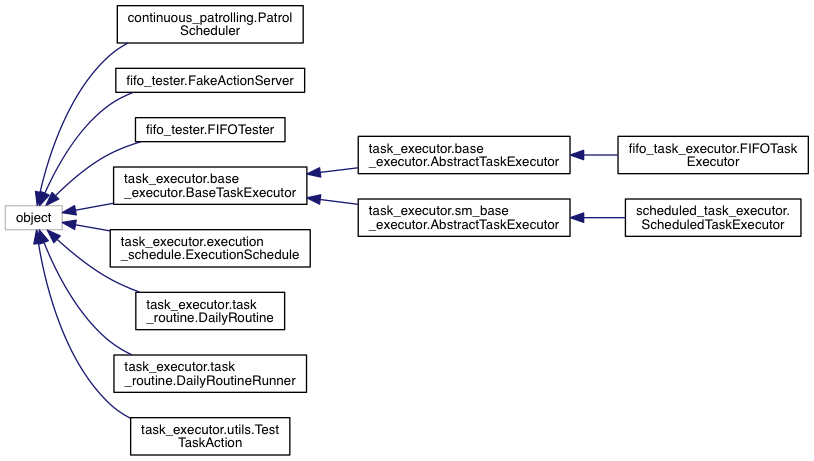 continuous_patrolling.Patrol
Scheduler
fifo_tester.FakeActionServer
fifo_tester.FIFOTester
task_executor.base
_executor.BaseTaskExecutor
task_executor.base
_executor.AbstractTaskExecutor
fifo_task_executor.FIFOTask
Executor
object
task_executor.sm_base
_executor.AbstractTaskExecutor
scheduled_task_executor.
ScheduledTaskExecutor
task_executor.execution
_schedule.ExecutionSchedule
task_executor.task
_routine.DailyRoutine
task_executor.task
_routine.DailyRoutineRunner
task_executor.utils.Test
TaskAction